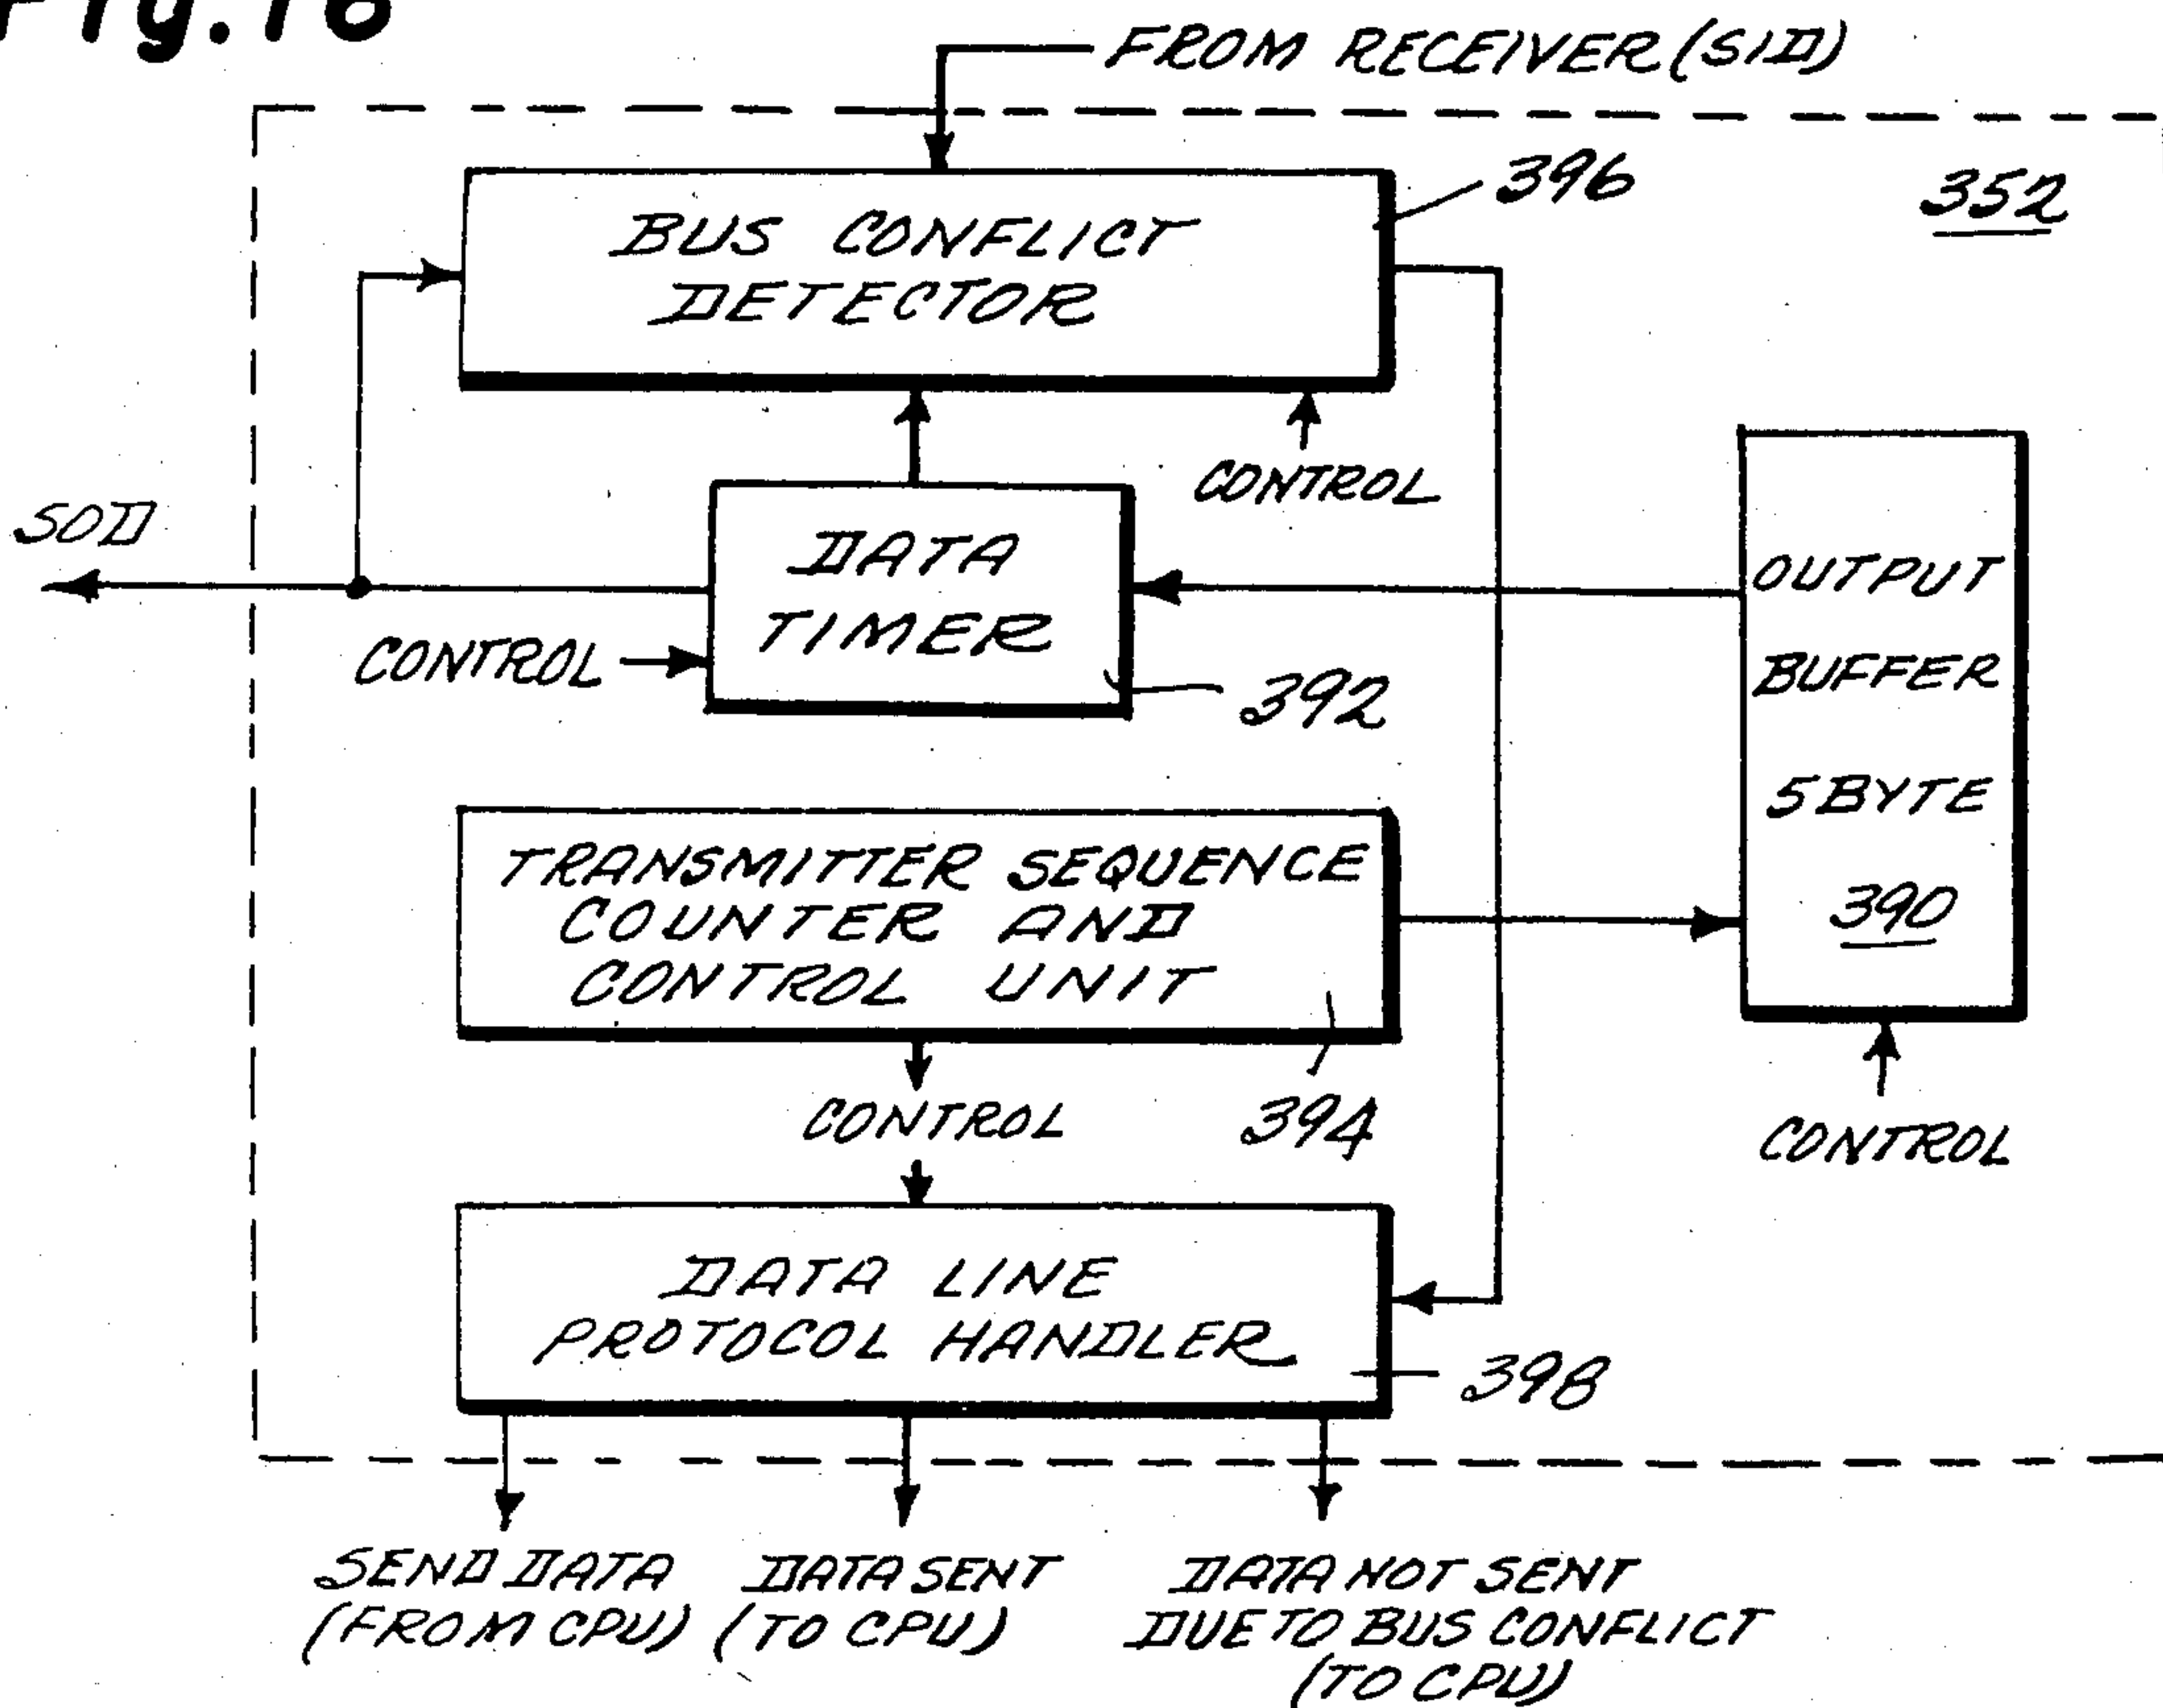 Fig.16
FROM RECEIVER (SID)
396
352
BUS CONFLICT
DETECTOR
CONTROL
SOD
DATA
TIMER
CONTROL
392
OUTPUT
BUFFER
5 BYTE
390
TRANSMITTER SEQUENCE
COUNTER AND
CONTROL UNIT
CONTROL
394
CONTROL
DATA LINE
PROTOCOL HANDLER
398
SEND DATA
(FROM CPU)
DATA SENT
(TO CPU)
DATA NOT SENT
DUE TO BUS CONFLICT
(TO CPU)